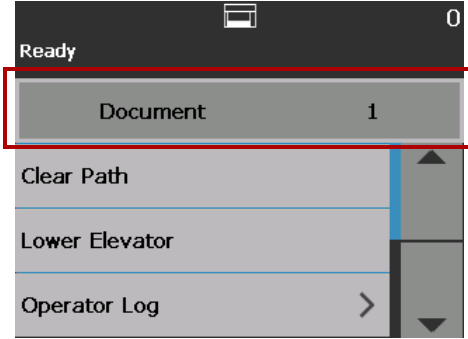 0
Ready
Document 1
Clear Path
Lower Elevator
Operator Log